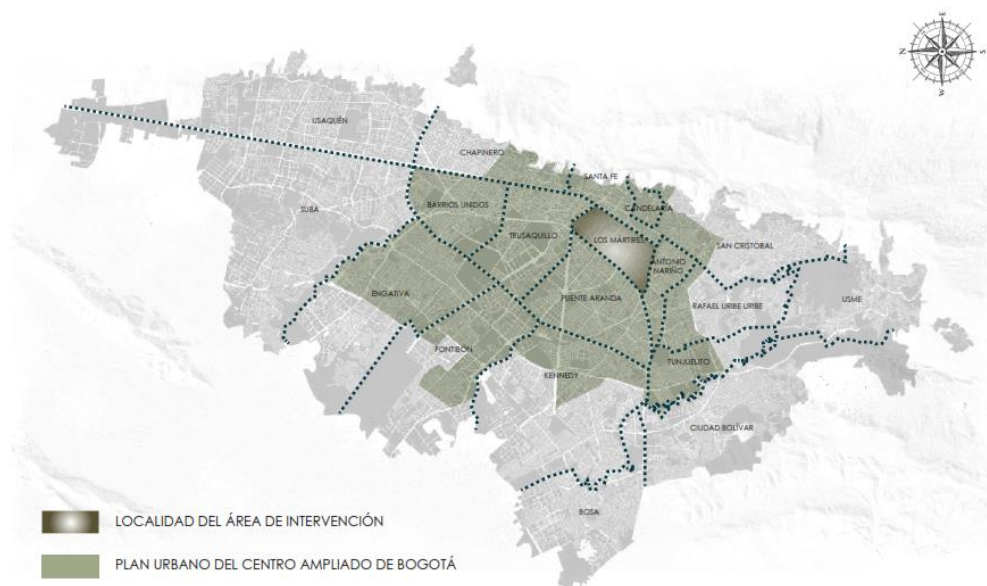 E
N
S
W
USAQUÉN
CHAPINERO
SANTA FE
BARRIOS UNIDOS
CANDELARIA
SUBA
TEUSAQUILLO
LOS MÁRTIRES
SAN CRISTÓBAL
ANTONIO
NARIÑO
ENGATIVA
PUENTE ARANDA
RAFAEL URIBE URIBE
USME
FONTIBÓN
TUNJUELITO
KENNEDY
CIUDAD BOLÍVAR
BOSA
LOCALIDAD DEL ÁREA DE INTERVENCIÓN
PLAN URBANO DEL CENTRO AMPLIADO DE BOGOTÁ